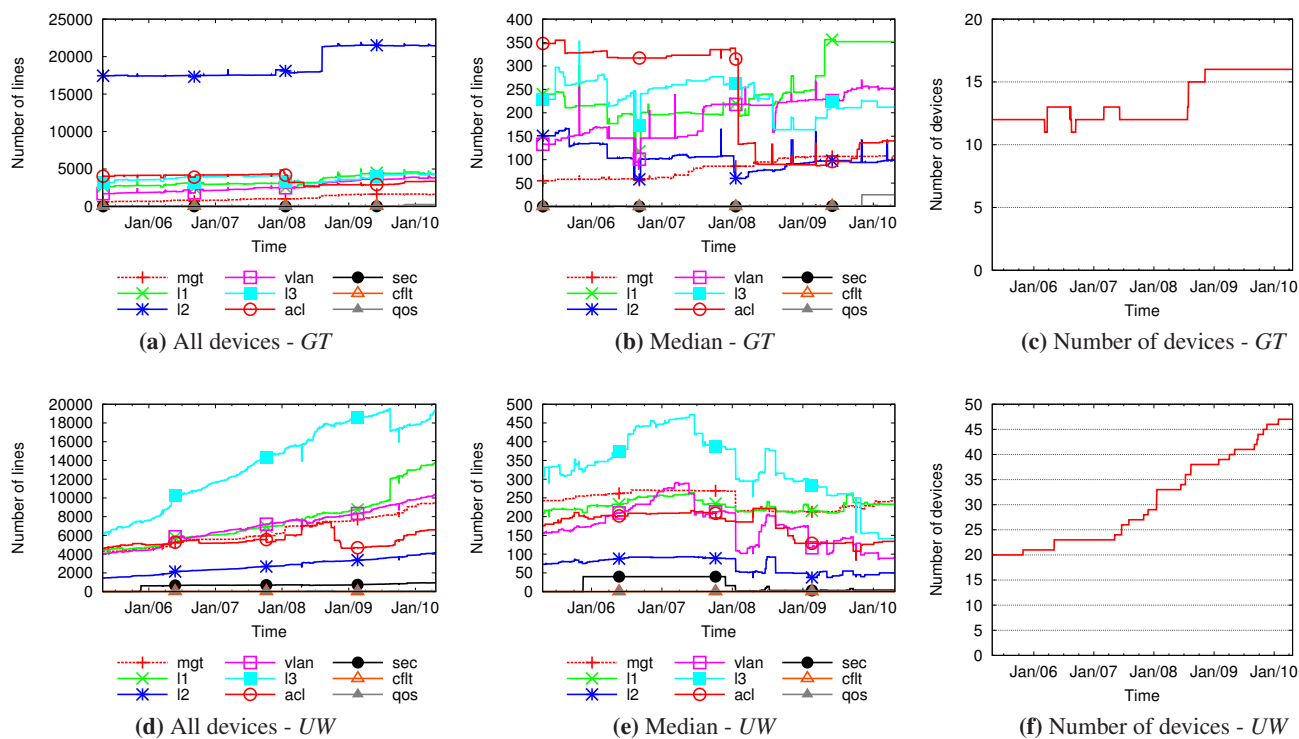 25000
20000
15000
10000
5000
0
Number of lines
Jan/06 Jan/07 Jan/08 Jan/09 Jan/10
Time
mgt vlan sec
l1 l3 cflt
l2 acl qos
(a) All devices - GT
400
350
300
250
200
150
100
50
0
Number of lines
Jan/06 Jan/07 Jan/08 Jan/09 Jan/10
Time
mgt vlan sec
l1 l3 cflt
l2 acl qos
(b) Median - GT
20
15
10
5
0
Number of devices
Jan/06 Jan/07 Jan/08 Jan/09 Jan/10
Time
(c) Number of devices - GT
20000
18000
16000
14000
12000
10000
8000
6000
4000
2000
0
Number of lines
Jan/06 Jan/07 Jan/08 Jan/09 Jan/10
Time
mgt vlan sec
l1 l3 cflt
l2 acl qos
(d) All devices - UW
500
450
400
350
300
250
200
150
100
50
0
Number of lines
Jan/06 Jan/07 Jan/08 Jan/09 Jan/10
Time
mgt vlan sec
l1 l3 cflt
l2 acl qos
(e) Median - UW
50
45
40
35
30
25
20
15
10
5
0
Number of devices
Jan/06 Jan/07 Jan/08 Jan/09 Jan/10
Time
(f) Number of devices - UW